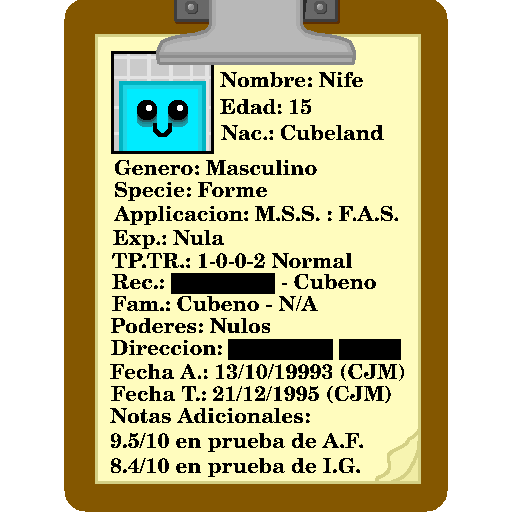 Nombre: Nife
Edad: 15
Nac.: Cubeland
Genero: Masculino
Specie: Forme
Applicacion: M.S.S. : F.A.S.
Exp.: Nula
TP.TR.: 1-0-0-2 Normal
Rec.: - Cubeno
Fam.: Cubeno - N/A
Poderes: Nulos
Direccion:
Fecha A.: 13/10/19993 (CJM)
Fecha T.: 21/12/1995 (CJM)
Notas Adicionales:
9.5/10 en prueba de A.F.
8.4/10 en prueba de I.G.